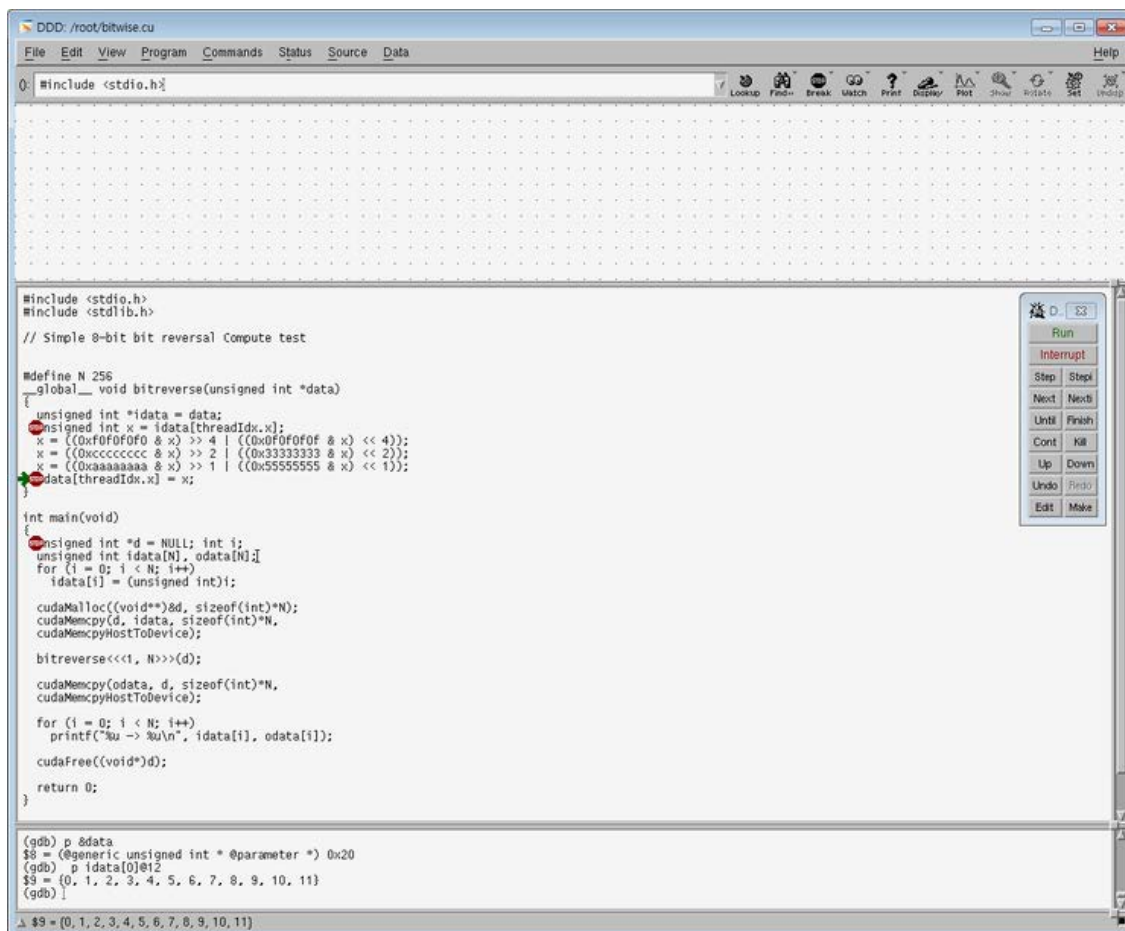 DDD: /root/bitwise.cu
File Edit View Program Commands Status Source Data Help
(): #include <stdio.h>
Lookup Find» Break Watch Print Display Plot Show Rotate Set Undisp
#include <stdio.h>
#include <stdlib.h>
// Simple 8-bit bit reversal Compute test
#define N 256
__global__ void bitreverse(unsigned int *data)
{
unsigned int *idata = data;
nsigned int x = idata[threadIdx.x];
x = ((0xf0f0f0f0 & x) >> 4 | ((0x0f0f0f0f & x) << 4));
x = ((0xcccccccc & x) >> 2 | ((0x33333333 & x) << 2));
x = ((0xaaaaaaaa & x) >> 1 | ((0x55555555 & x) << 1));
data[threadIdx.x] = x;
}
int main(void)
{
nsigned int *d = NULL; int i;
unsigned int idata[N], odata[N];
for (i = 0; i < N; i++)
idata[i] = (unsigned int)i;
cudaMalloc((void**)&d, sizeof(int)*N);
cudaMemcpy(d, idata, sizeof(int)*N,
cudaMemcpyHostToDevice);
bitreverse<<<1, N>>>(d);
cudaMemcpy(odata, d, sizeof(int)*N,
cudaMemcpyHostToDevice);
for (i = 0; i < N; i++)
printf("%u -> %u\n", idata[i], odata[i]);
cudaFree((void*)d);
return 0;
}
D..
Run
Interrupt
Step Stepi
Next Nexti
Until Finish
Cont Kill
Up Down
Undo Redo
Edit Make
(gdb) p &data
$8 = (@generic unsigned int * @parameter *) 0x20
(gdb) p idata[0]@12
$9 = {0, 1, 2, 3, 4, 5, 6, 7, 8, 9, 10, 11}
(gdb)
$9 = {0, 1, 2, 3, 4, 5, 6, 7, 8, 9, 10, 11}